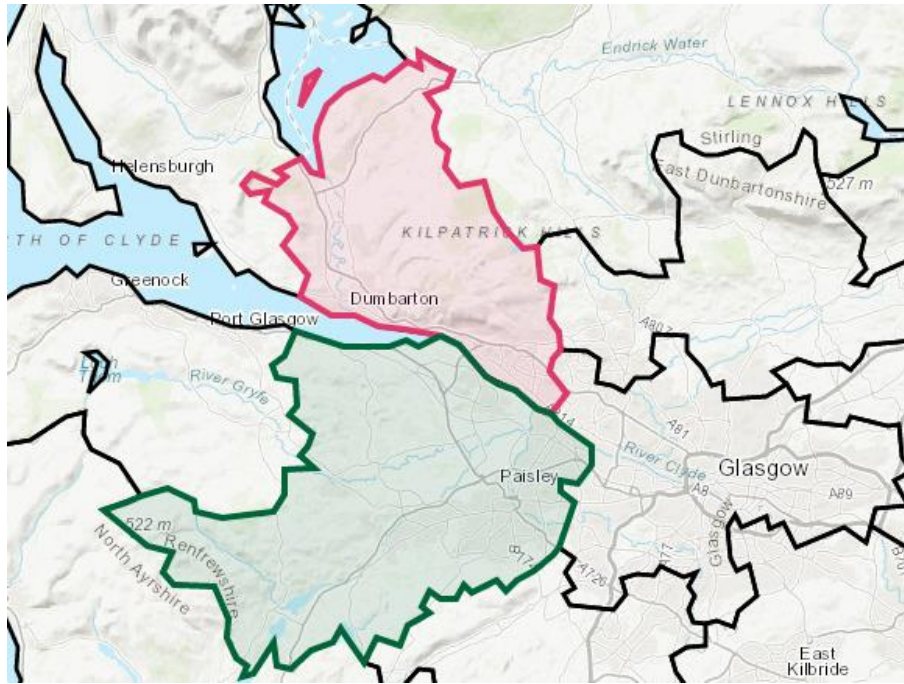 Endrick Water
LENNOX HILLS
Stirling
East Dunbartonshire
527 m
Helensburgh
TH OF CLYDE
KILPATRICK HILLS
Greenock
Dumbarton
Port Glasgow
A807
River Gryfe
A81
River Clyde
Glasgow
Paisley
A8
A89
522 m
Renfrewshire
North Ayrshire
Glasgow
A726
East
Kilbride